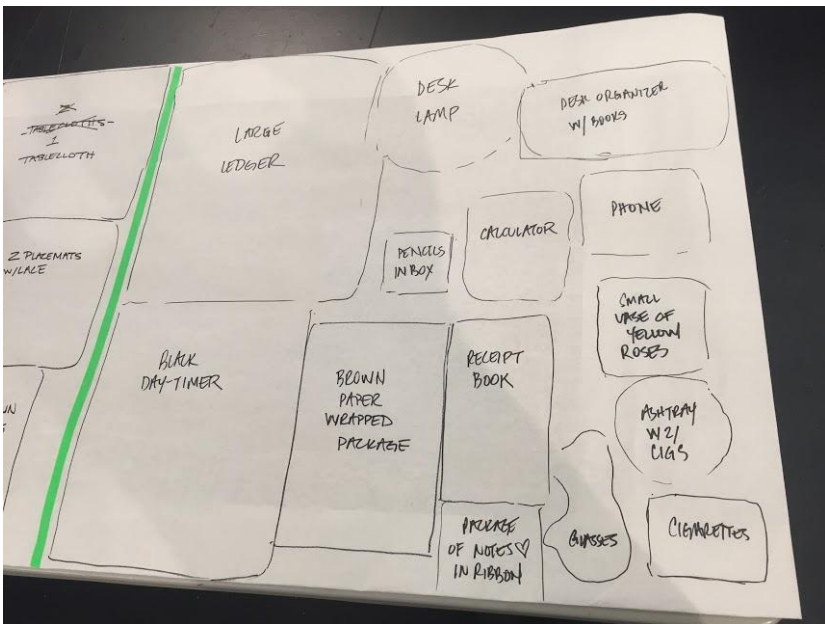 2
TABLECLOTHS
1
TABLECLOTH
2 PLACEMATS
W/LACE
LARGE
LEDGER
DESK
LAMP
DESK ORGANIZER
W/BOOKS
PENCILS
IN BOX
CALCULATOR
PHONE
SMALL
VASE OF
YELLOW
ROSES
BLACK
DAY-TIMER
BROWN
PAPER
WRAPPED
PACKAGE
RECEIPT
BOOK
ASHTRAY
W 2/
CIGS
PACKAGE
OF NOTES♡
IN RIBBON
GLASSES
CIGARETTES